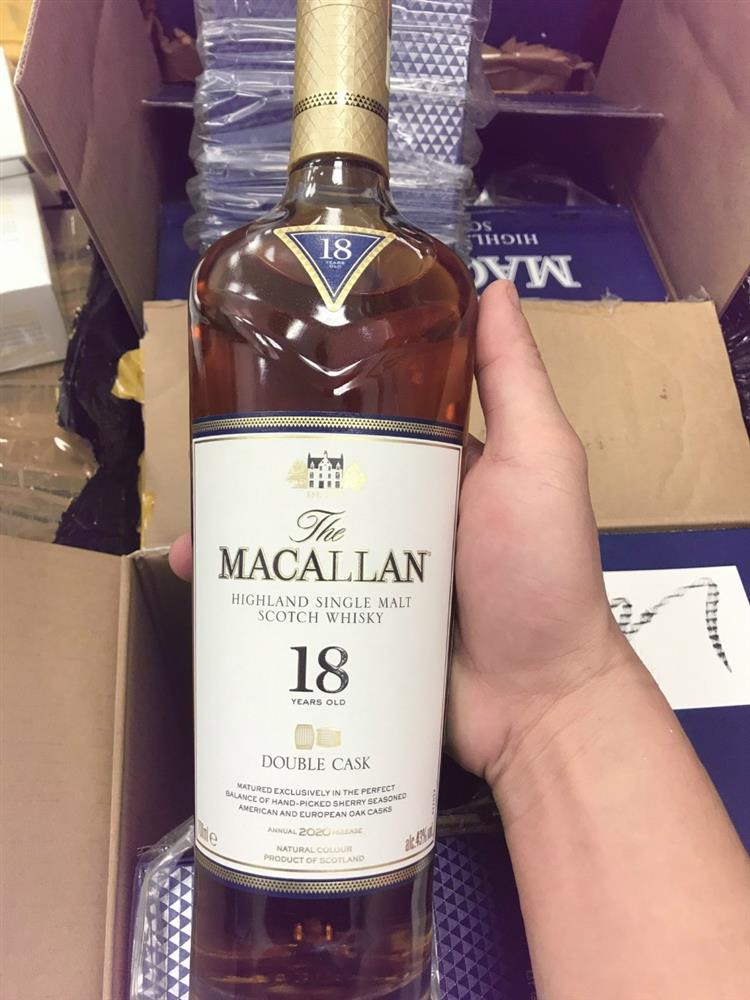 18
YEARS
OLD
MAC
HIGHL
The
MACALLAN
HIGHLAND SINGLE MALT
SCOTCH WHISKY
18
YEARS OLD
DOUBLE CASK
MATURED EXCLUSIVELY IN THE PERFECT
BALANCE OF HAND-PICKED SHERRY SEASONED
AMERICAN AND EUROPEAN OAK CASKS
ANNUAL 2020 RELEASE
700ml e
alc.43% vol
NATURAL COLOUR
PRODUCT OF SCOTLAND